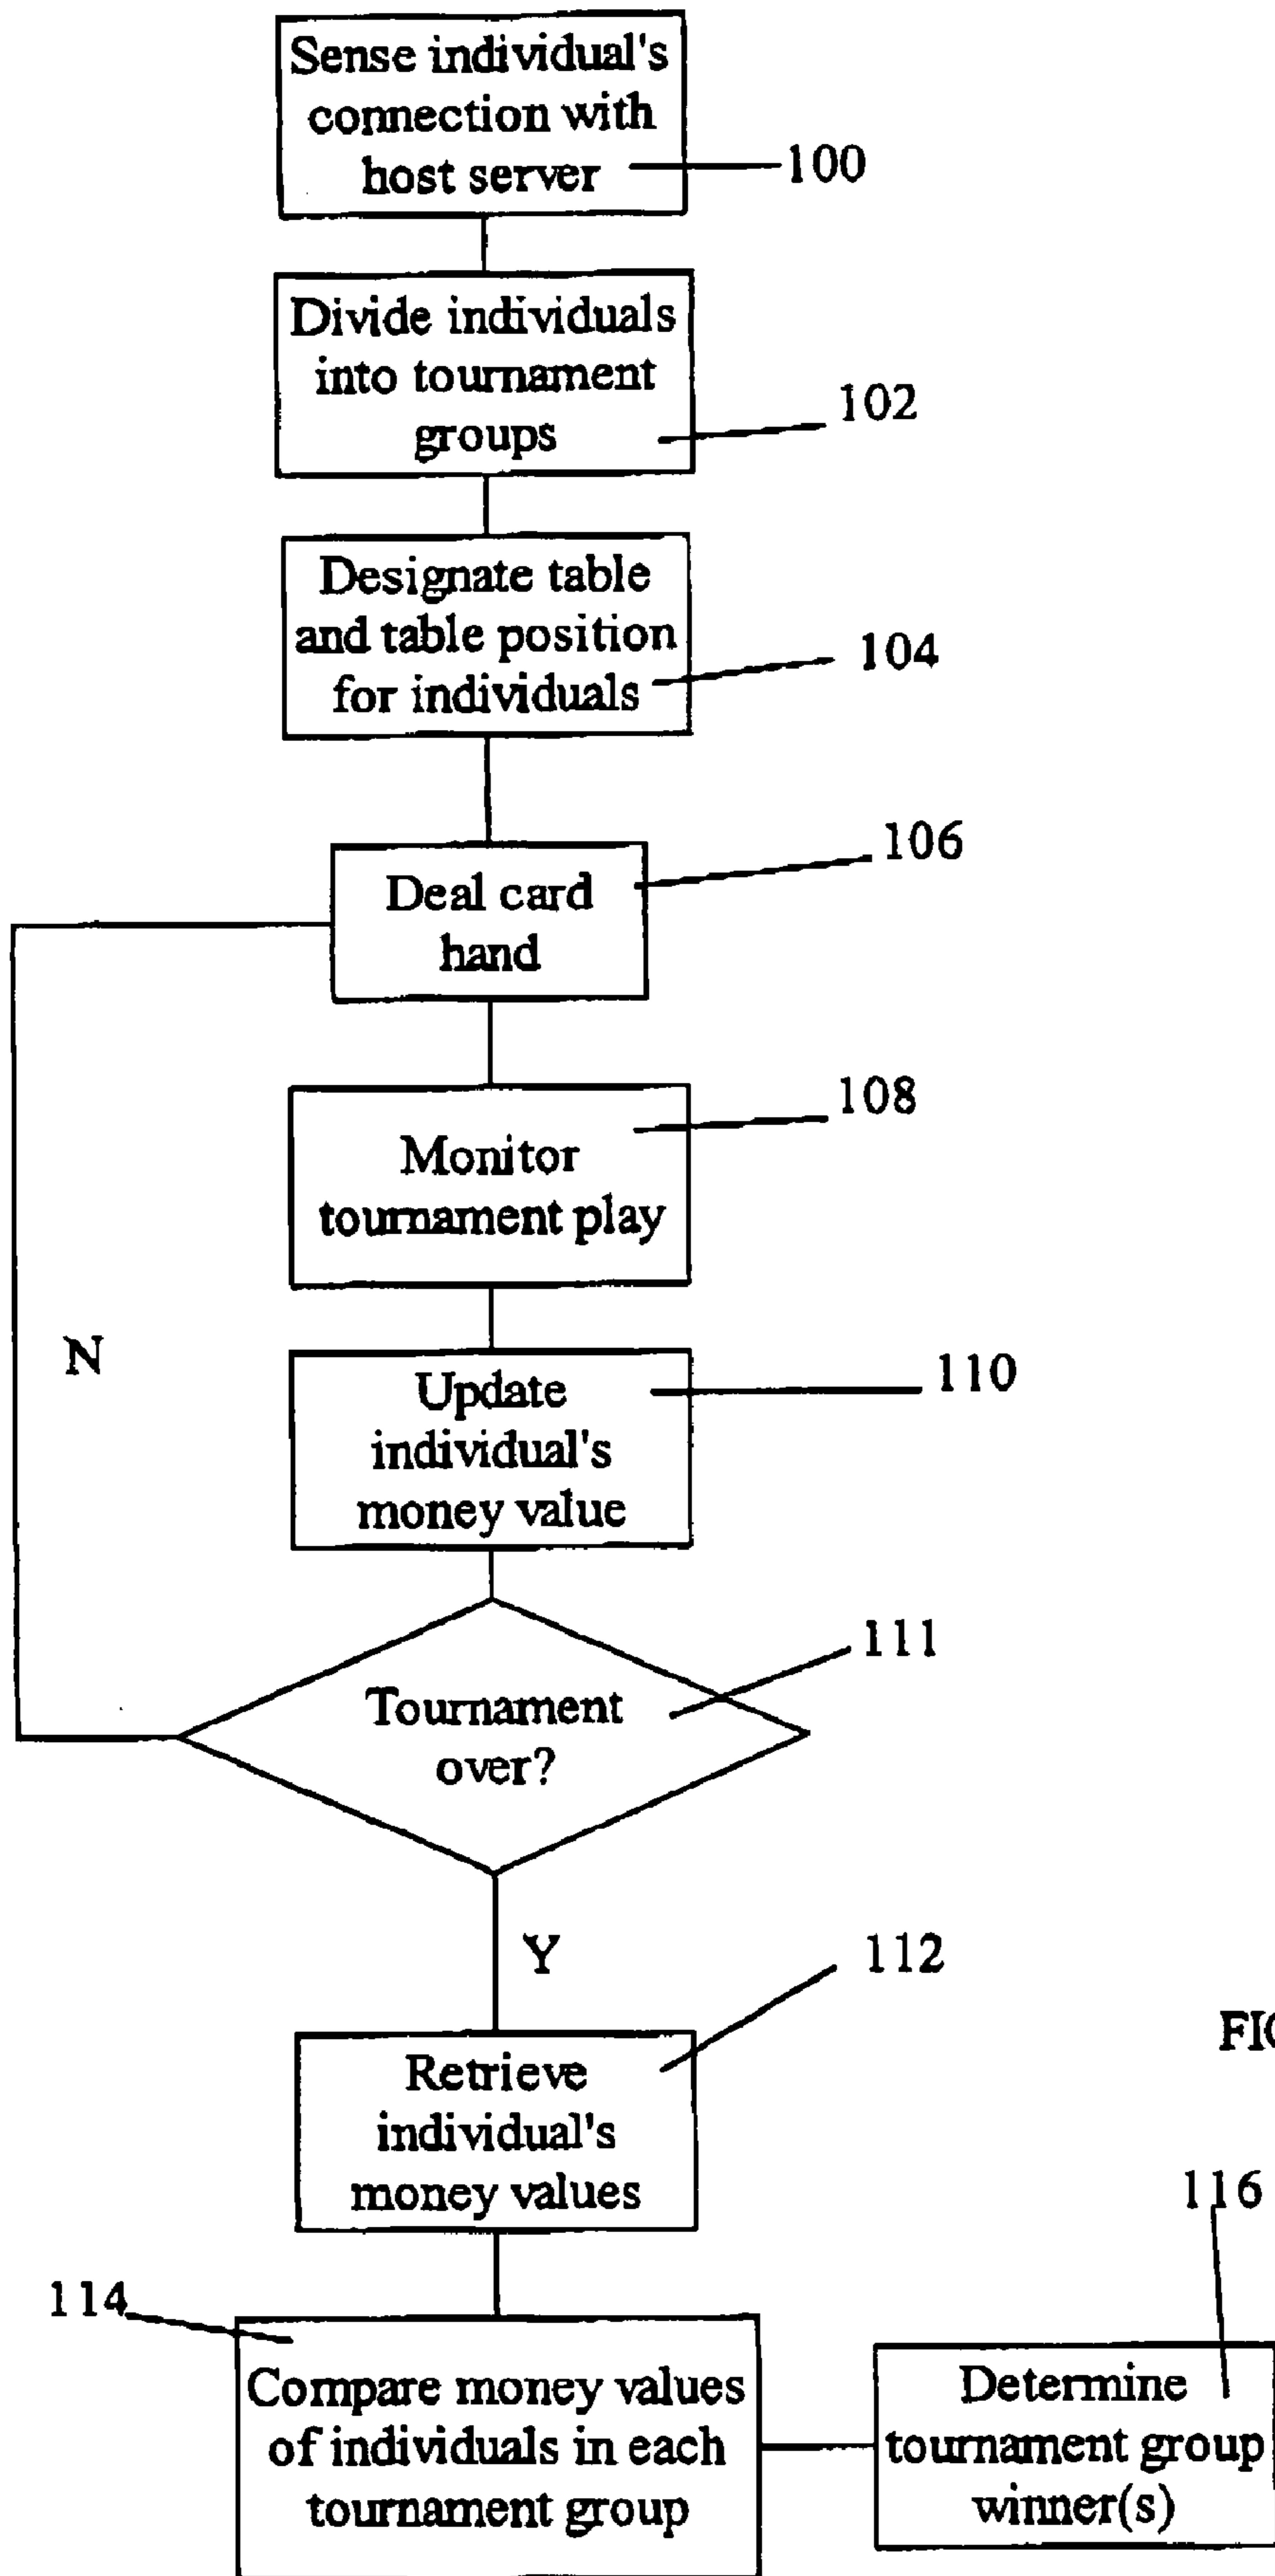 Sense individual's
connection with
host server
100
Divide individuals
into tournament
groups
102
Designate table
and table position
for individuals
104
Deal card
hand
106
Monitor
tournament play
108
N
Update
individual's
money value
110
Tournament
over?
111
Y
Retrieve
individual's
money values
112
114
Compare money values
of individuals in each
tournament group
116
Determine
tournament group
winner(s)